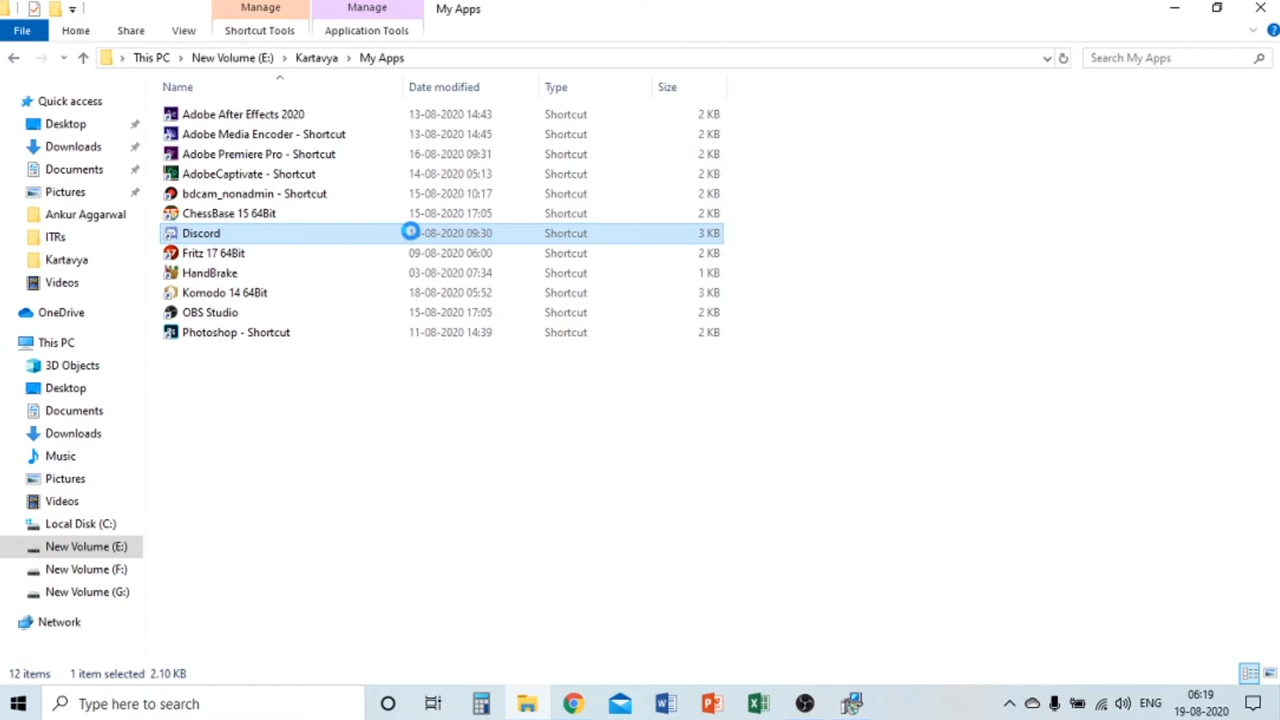 Manage Manage My Apps
File Home Share View Shortcut Tools Application Tools
This PC New Volume (E:) Kartavya My Apps Search My Apps
Name Date modified Type Size
Quick access
Desktop
Downloads
Documents
Pictures
Ankur Aggarwal
ITRs
Kartavya
Videos
OneDrive
This PC
3D Objects
Desktop
Documents
Downloads
Music
Pictures
Videos
Local Disk (C:)
New Volume (E:)
New Volume (F:)
New Volume (G:)
Network
Adobe After Effects 2020 13-08-2020 14:43 Shortcut 2 KB
Adobe Media Encoder - Shortcut 13-08-2020 14:45 Shortcut 2 KB
Adobe Premiere Pro - Shortcut 16-08-2020 09:31 Shortcut 2 KB
AdobeCaptivate - Shortcut 14-08-2020 05:13 Shortcut 2 KB
bdcam_nonadmin - Shortcut 15-08-2020 10:17 Shortcut 2 KB
ChessBase 15 64Bit 15-08-2020 17:05 Shortcut 2 KB
Discord -08-2020 09:30 Shortcut 3 KB
Fritz 17 64Bit 09-08-2020 06:00 Shortcut 2 KB
HandBrake 03-08-2020 07:34 Shortcut 1 KB
Komodo 14 64Bit 18-08-2020 05:52 Shortcut 3 KB
OBS Studio 15-08-2020 17:05 Shortcut 2 KB
Photoshop - Shortcut 11-08-2020 14:39 Shortcut 2 KB
12 items 1 item selected 2.10 KB
Type here to search ENG 06:19
19-08-2020